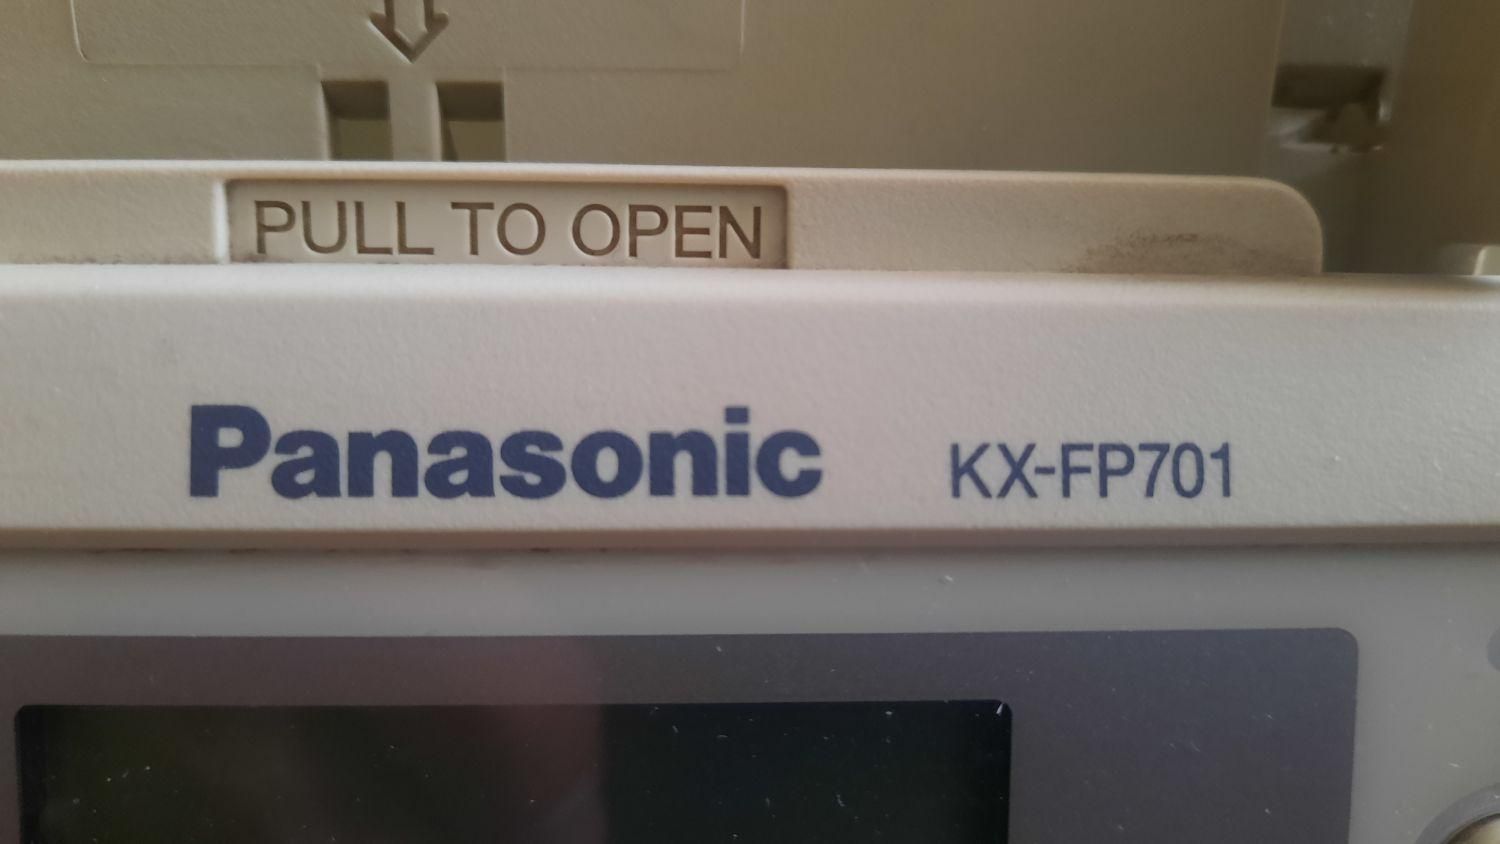 PULL TO OPEN
Panasonic KX-FP701